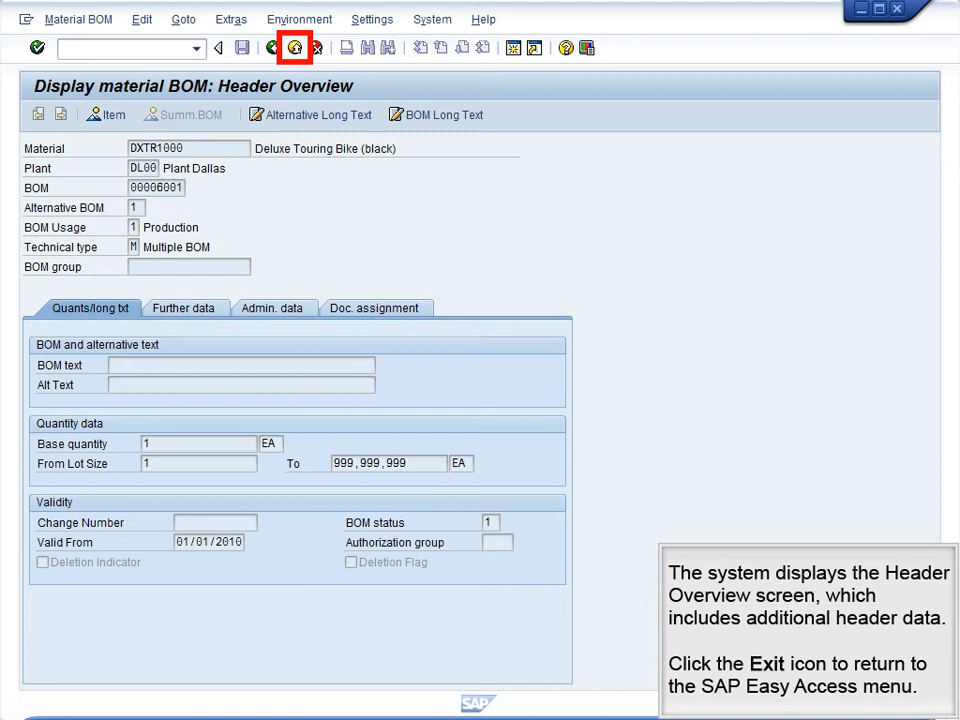 Material BOM Edit Goto Extras Environment Settings System Help
Display material BOM: Header Overview
Item Summ.BOM Alternative Long Text BOM Long Text
Material DXTR1000 Deluxe Touring Bike (black)
Plant DL00 Plant Dallas
BOM 00006001
Alternative BOM 1
BOM Usage 1 Production
Technical type M Multiple BOM
BOM group
Quants/long txt Further data Admin. data Doc. assignment
BOM and alternative text
BOM text
Alt Text
Quantity data
Base quantity 1 EA
From Lot Size 1 To 999,999,999 EA
Validity
Change Number BOM status 1
Valid From 01/01/2010 Authorization group
Deletion Indicator Deletion Flag
The system displays the Header
Overview screen, which
includes additional header data.
Click the Exit icon to return to
the SAP Easy Access menu.
SAP